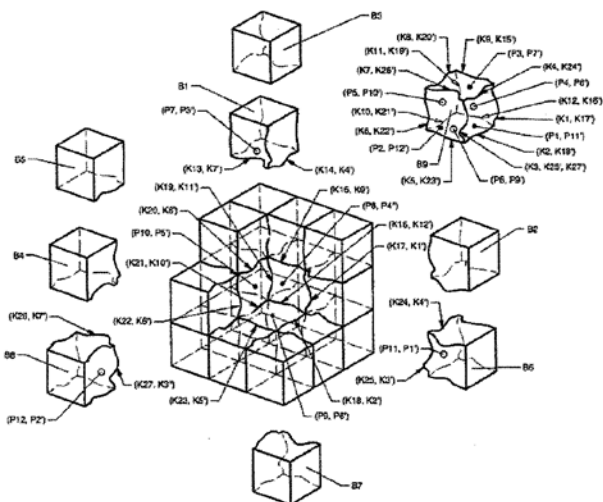 B3
(K8, K20')
(K9, K15')
(K11, K19')
(P3, P7')
(K7, K26')
(K4, K24')
B1
(P7, P3')
(P5, P10')
(P4, P8')
(K12, K16')
(K10, K21')
(K1, K17')
(K6, K22')
(P1, P11')
(P2, P12')
(K2, K18')
B9
(K3, K25', K27')
(K13, K7')
(K14, K4')
(P6, P9')
(K5, K23')
B5
(K19, K11')
(K15, K9')
(K20, K8')
(P8, P4')
(P10, P5')
(K16, K12')
(K17, K1')
B4
(K21, K10')
B2
(K26, K7')
(K24, K4')
(K22, K6')
B8
(P11, P1')
(K27, K3')
(K25, K3')
B6
(K23, K5')
(K18, K2')
(P12, P2')
(P9, P6')
B7